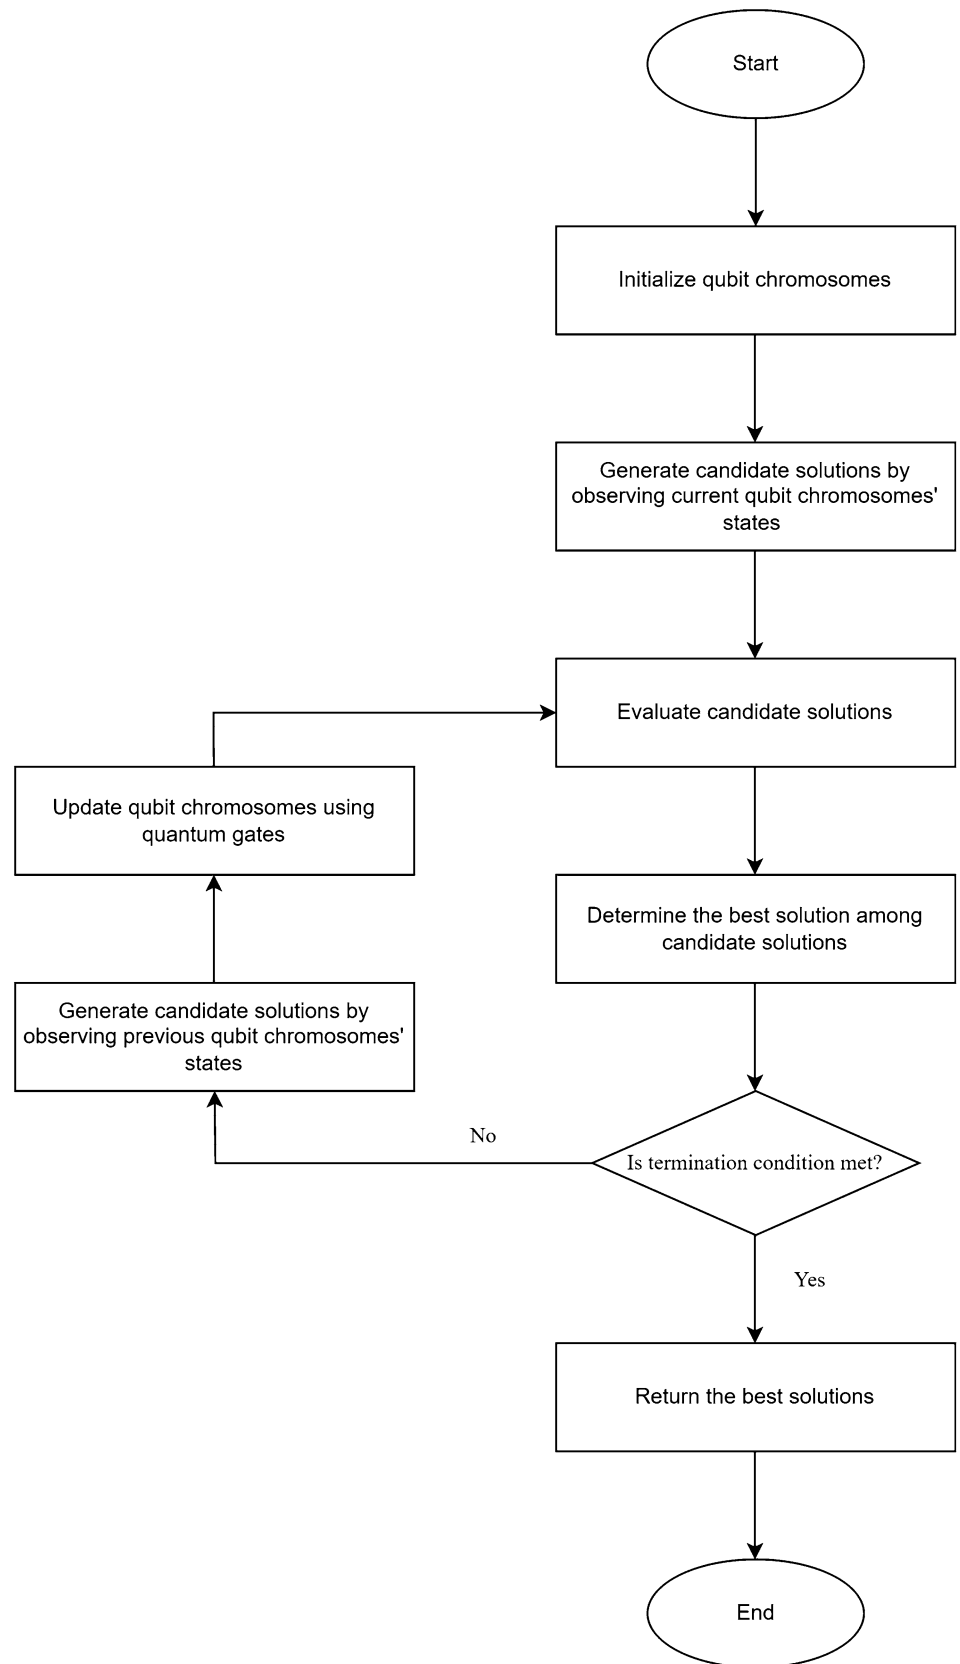 Start
Initialize qubit chromosomes
Generate candidate solutions by
observing current qubit chromosomes'
states
Evaluate candidate solutions
Update qubit chromosomes using
quantum gates
Determine the best solution among
candidate solutions
Generate candidate solutions by
observing previous qubit chromosomes'
states
No
Is termination condition met?
Yes
Return the best solutions
End